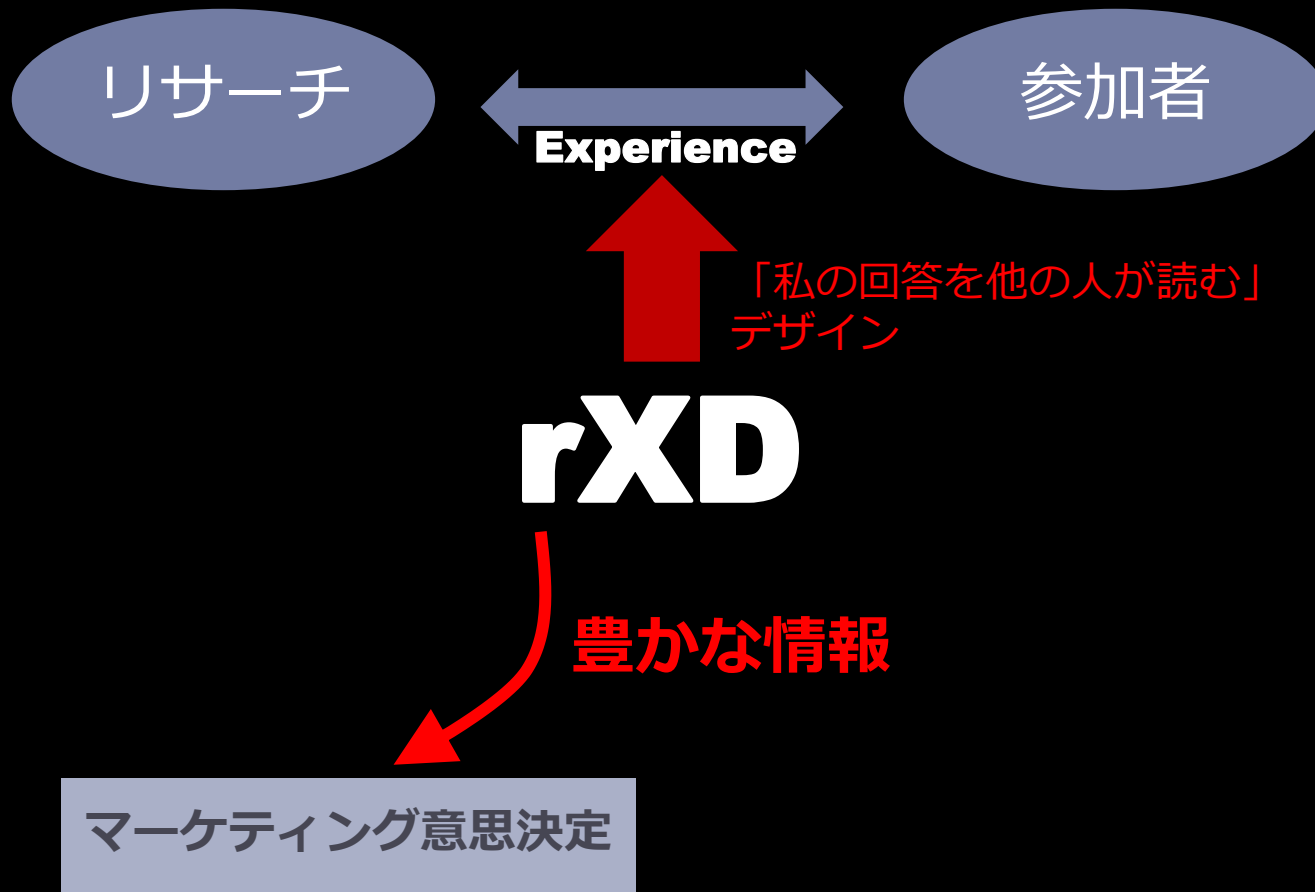 リサーチ
参加者
Experience
「私の回答を他の人が読む」
デザイン
rXD
豊かな情報
マーケティング意思決定